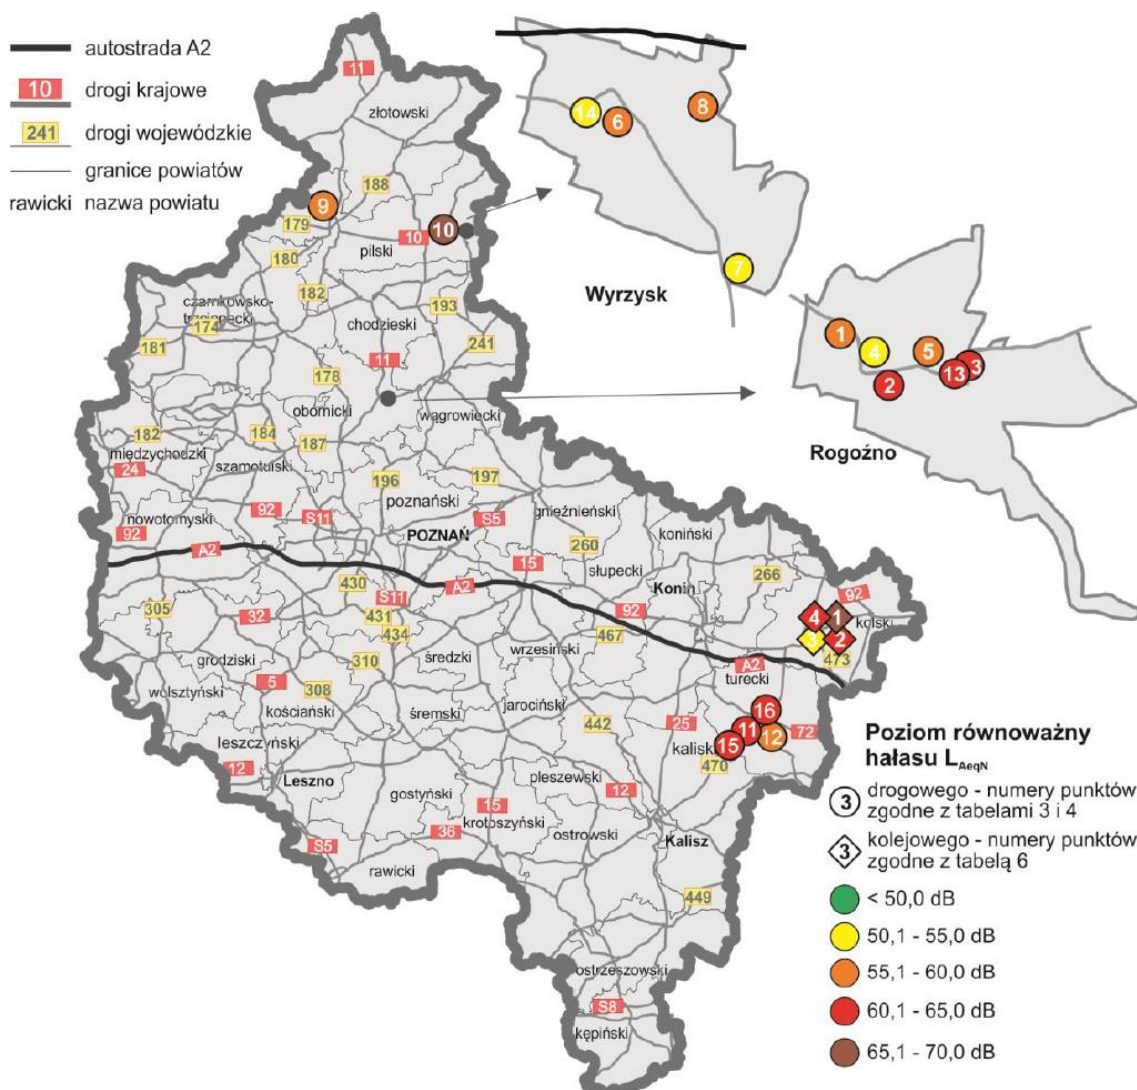 autostrada A2
10 drogi krajowe
241 drogi wojewódzkie
granice powiatów
rawicki nazwa powiatu
11
złotowski
188
9
179
10
10
pilski
180
182
193
czarnkowsko-
trzcianecki
174
chodzieski
181
241
11
178
obornicki
wągrowiecki
182
184
187
międzychodzki
24
szamotulski
196
197
poznański
nowotomyski
92
S11
S5
gnieźnieński
92
POZNAŃ
koniński
A2
15
260
słupecki
Konin
266
92
430
A2
305
32
S11
431
434
92
467
4
1
kolski
3
2
473
310
średzki
wrzesiński
A2
turecki
grodziski
5
308
wolsztyński
kościański
śremski
jarociński
442
25
16
11
12
72
kaliski
15
470
leszczyński
12
Leszno
gostyński
pleszewski
12
15
krotoszyński
36
ostrowski
Kalisz
S5
rawicki
449
ostrzeszowski
S8
kępiński
14
6
8
7
Wyrzysk
1
4
5
2
13
3
Rogoźno
Poziom równoważny
hałasu LAeqN
3 drogowego - numery punktów
zgodne z tabelami 3 i 4
3 kolejowego - numery punktów
zgodne z tabelą 6
< 50,0 dB
50,1 - 55,0 dB
55,1 - 60,0 dB
60,1 - 65,0 dB
65,1 - 70,0 dB